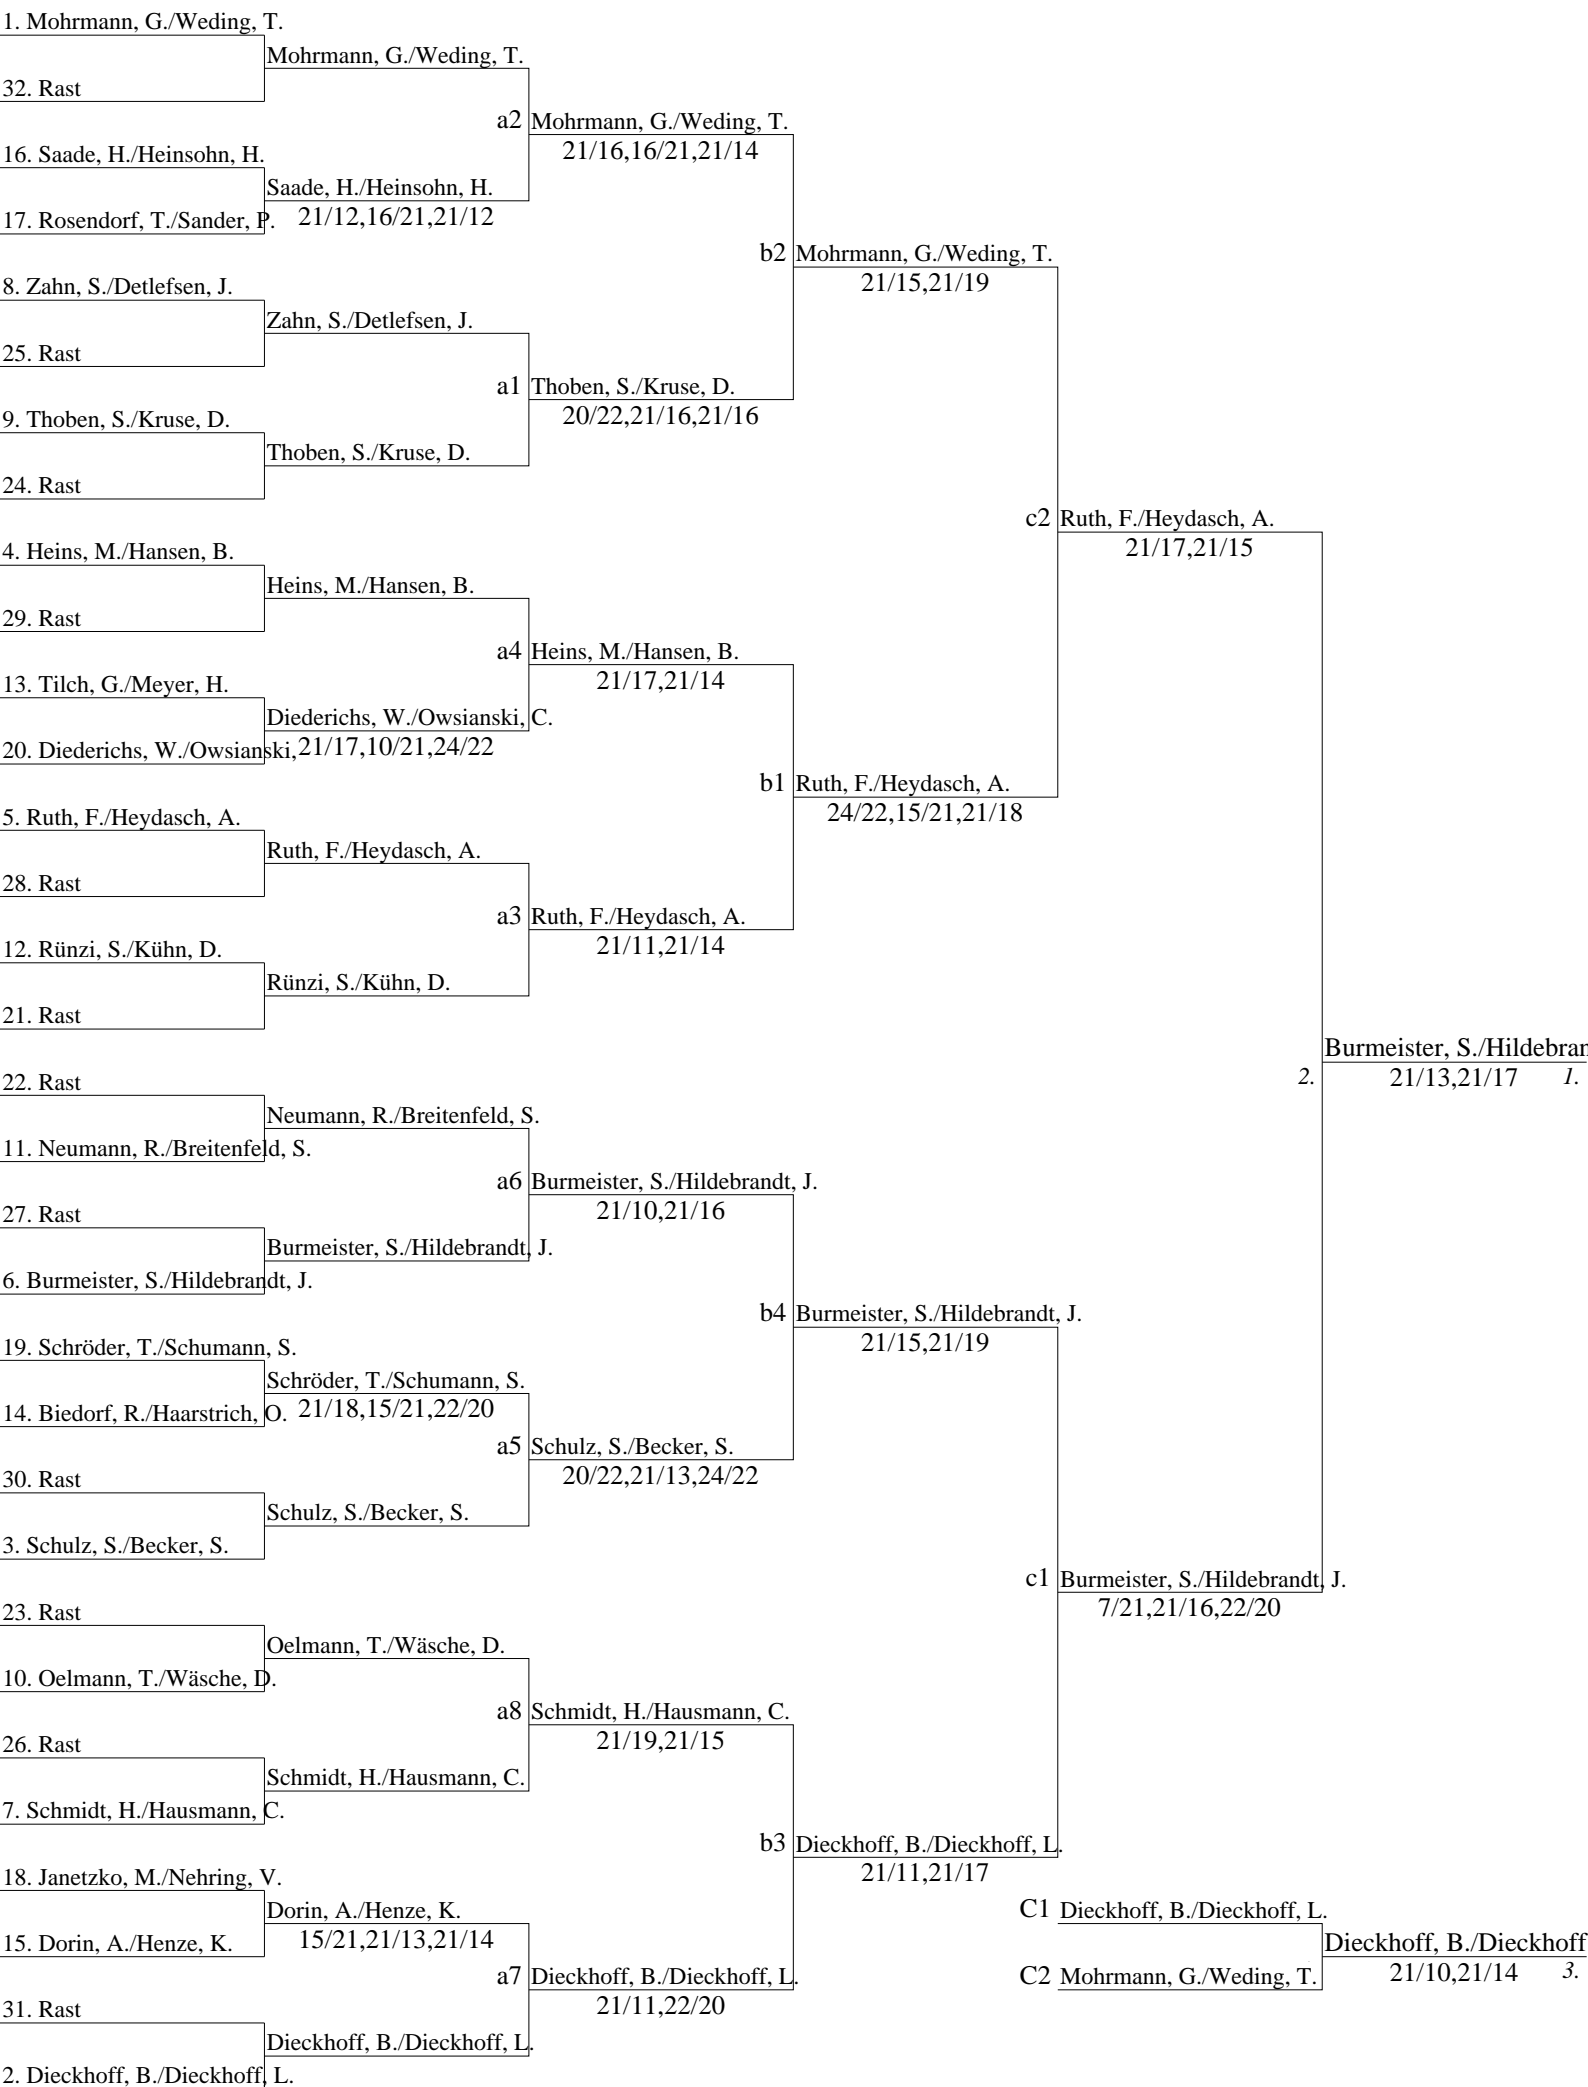 1. Mohrmann, G./Weding, T.
Mohrmann, G./Weding, T.
32. Rast
a2 Mohrmann, G./Weding, T.
21/16,16/21,21/14
16. Saade, H./Heinsohn, H.
Saade, H./Heinsohn, H.
17. Rosendorf, T./Sander, P. 21/12,16/21,21/12
b2 Mohrmann, G./Weding, T.
21/15,21/19
8. Zahn, S./Detlefsen, J.
Zahn, S./Detlefsen, J.
25. Rast
a1 Thoben, S./Kruse, D.
20/22,21/16,21/16
9. Thoben, S./Kruse, D.
Thoben, S./Kruse, D.
24. Rast
c2 Ruth, F./Heydasch, A.
21/17,21/15
4. Heins, M./Hansen, B.
Heins, M./Hansen, B.
29. Rast
a4 Heins, M./Hansen, B.
21/17,21/14
13. Tilch, G./Meyer, H.
Diederichs, W./Owsianski, C.
20. Diederichs, W./Owsianski, 21/17,10/21,24/22
b1 Ruth, F./Heydasch, A.
24/22,15/21,21/18
5. Ruth, F./Heydasch, A.
Ruth, F./Heydasch, A.
28. Rast
a3 Ruth, F./Heydasch, A.
21/11,21/14
12. Rünzi, S./Kühn, D.
Rünzi, S./Kühn, D.
21. Rast
Burmeister, S./Hildebran
2. 21/13,21/17 1.
22. Rast
Neumann, R./Breitenfeld, S.
11. Neumann, R./Breitenfeld, S.
a6 Burmeister, S./Hildebrandt, J.
21/10,21/16
27. Rast
Burmeister, S./Hildebrandt, J.
6. Burmeister, S./Hildebrandt, J.
b4 Burmeister, S./Hildebrandt, J.
21/15,21/19
19. Schröder, T./Schumann, S.
Schröder, T./Schumann, S.
14. Biedorf, R./Haarstrich, O. 21/18,15/21,22/20
a5 Schulz, S./Becker, S.
20/22,21/13,24/22
30. Rast
Schulz, S./Becker, S.
3. Schulz, S./Becker, S.
c1 Burmeister, S./Hildebrandt, J.
7/21,21/16,22/20
23. Rast
Oelmann, T./Wäsche, D.
10. Oelmann, T./Wäsche, D.
a8 Schmidt, H./Hausmann, C.
21/19,21/15
26. Rast
Schmidt, H./Hausmann, C.
7. Schmidt, H./Hausmann, C.
b3 Dieckhoff, B./Dieckhoff, L.
21/11,21/17
18. Janetzko, M./Nehring, V.
Dorin, A./Henze, K.
15. Dorin, A./Henze, K. 15/21,21/13,21/14
C1 Dieckhoff, B./Dieckhoff, L.
Dieckhoff, B./Dieckhoff
21/10,21/14 3.
C2 Mohrmann, G./Weding, T.
a7 Dieckhoff, B./Dieckhoff, L.
21/11,22/20
31. Rast
Dieckhoff, B./Dieckhoff, L.
2. Dieckhoff, B./Dieckhoff, L.